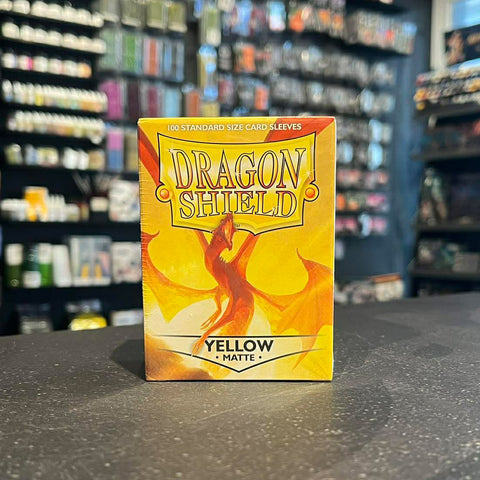 100 STANDARD SIZE CARD SLEEVES
DRAGON
SHIELD
YELLOW
• MATTE •